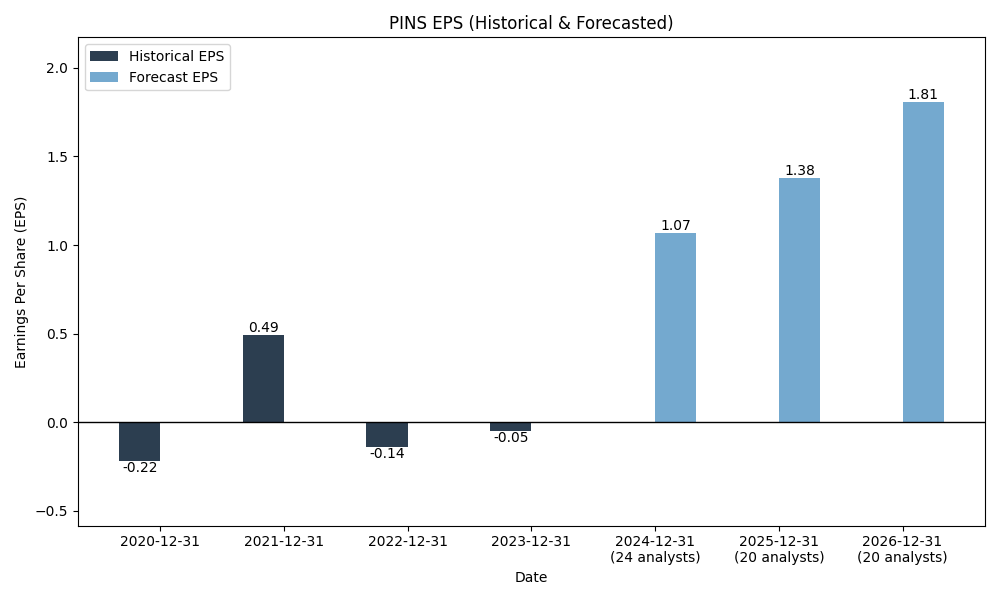 PINS EPS (Historical & Forecasted)
Historical EPS
Forecast EPS
Earnings Per Share (EPS)
2.0
1.5
1.0
0.5
0.0
−0.5
-0.22
0.49
-0.14
-0.05
1.07
1.38
1.81
2020-12-31
2021-12-31
2022-12-31
2023-12-31
2024-12-31
(24 analysts)
2025-12-31
(20 analysts)
2026-12-31
(20 analysts)
Date